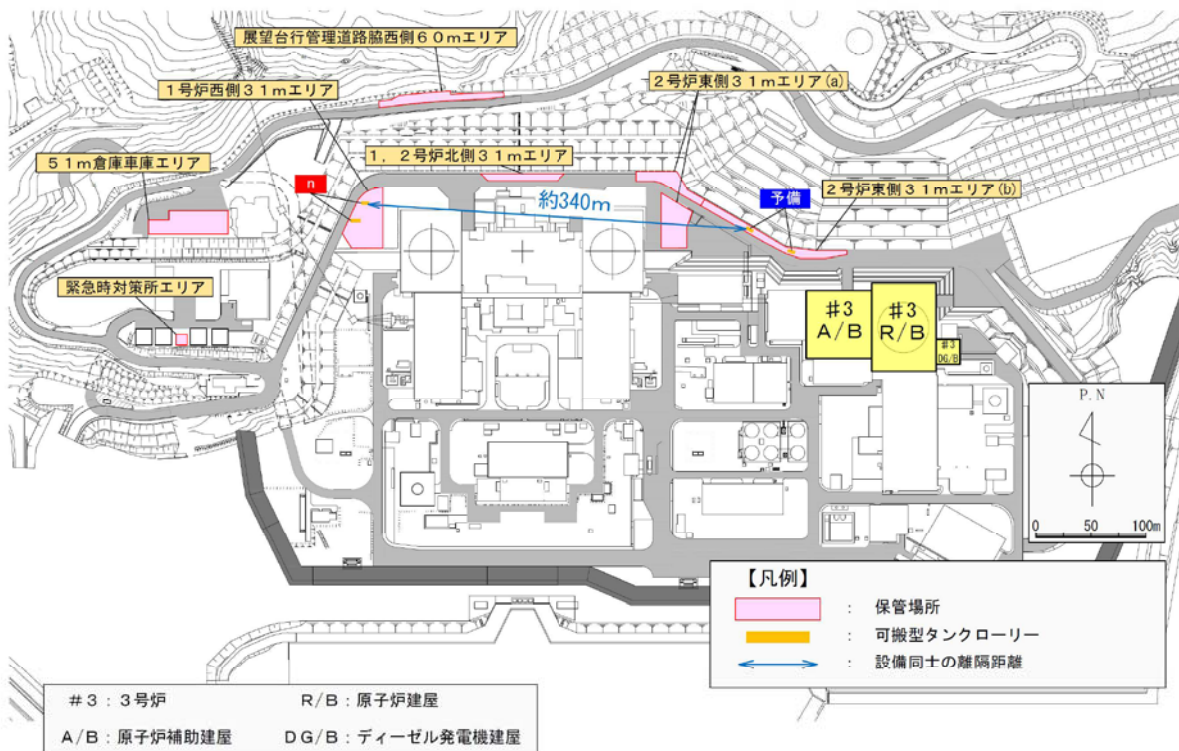 展望台行管理道路脇西側60mエリア
1号炉西側31mエリア
2号炉東側31mエリア(a)
51m倉庫車庫エリア
1,2号炉北側31mエリア
n
予備
2号炉東側31mエリア(b)
約340m
緊急時対策所エリア
#3
A/B
#3
R/B
#3
DG/B
P.N
0 50 100m
【凡例】
: 保管場所
: 可搬型タンクローリー
: 設備同士の離隔距離
#3:3号炉 R/B:原子炉建屋
A/B:原子炉補助建屋 DG/B:ディーゼル発電機建屋